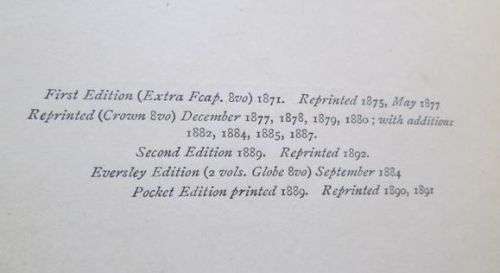 First Edition (Extra Fcap. 8vo) 1871. Reprinted 1875, May 1877
Reprinted (Crown 8vo) December 1877, 1878, 1879, 1880; with additions
1882, 1884, 1885, 1887.
Second Edition 1889. Reprinted 1892.
Eversley Edition (2 vols. Globe 8vo) September 1884
Pocket Edition printed 1889. Reprinted 1890, 1891